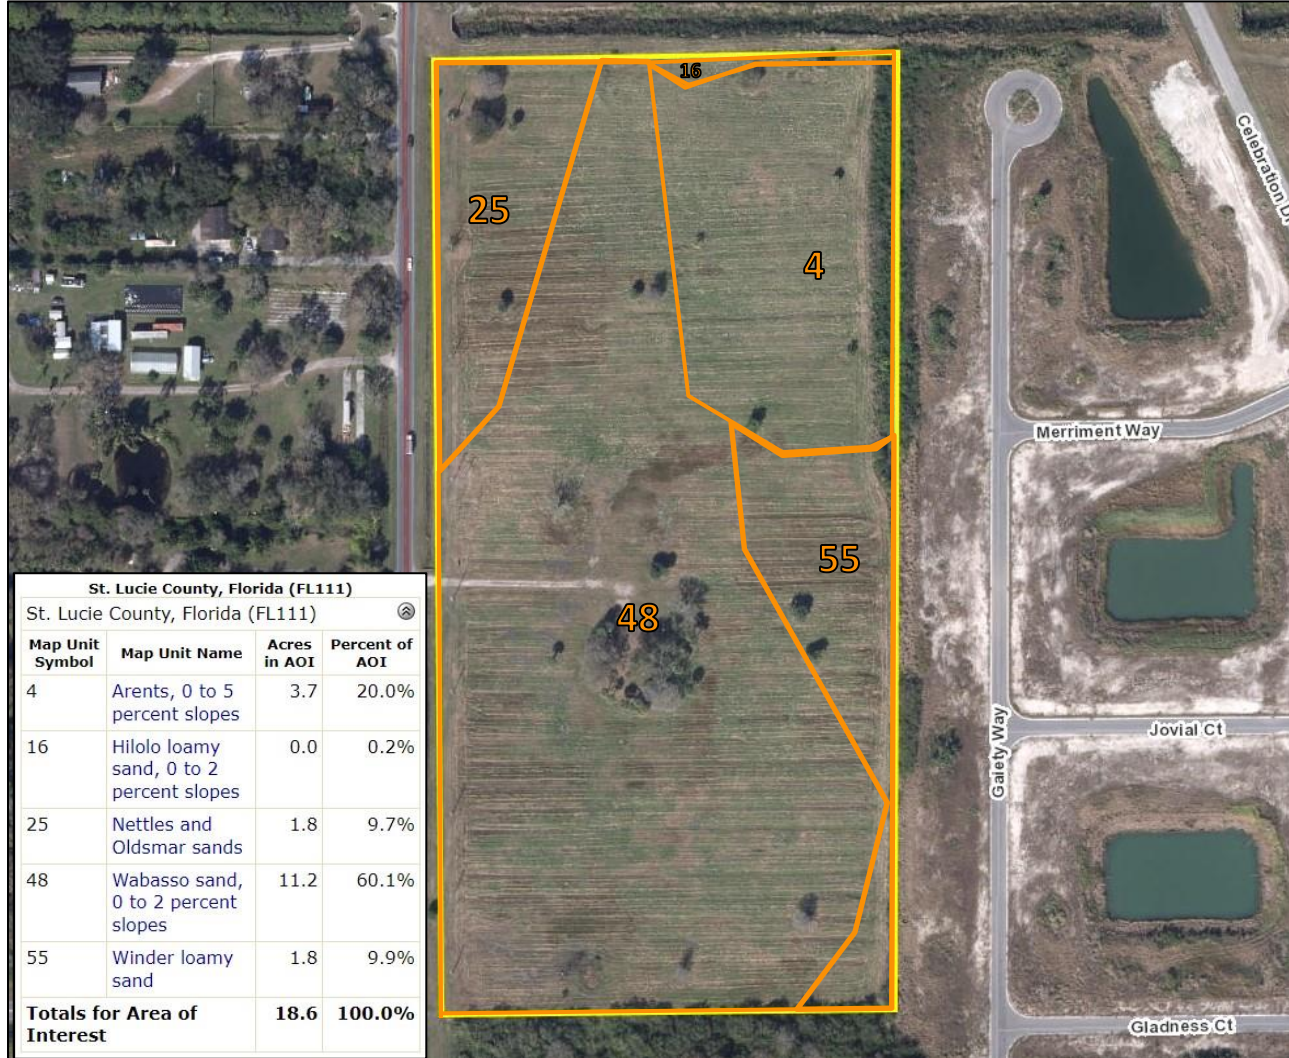 16
25
4
Celebration Dr
Merriment Way
55
48
Gaiety Way
Jovial Ct
Gladness Ct
St. Lucie County, Florida (FL111)
St. Lucie County, Florida (FL111)
Map Unit Symbol Map Unit Name Acres in AOI Percent of AOI
4 Arents, 0 to 5 3.7 20.0%
percent slopes
16 Hilolo loamy 0.0 0.2%
sand, 0 to 2
percent slopes
25 Nettles and 1.8 9.7%
Oldsmar sands
48 Wabasso sand, 11.2 60.1%
0 to 2 percent
slopes
55 Winder loamy 1.8 9.9%
sand
Totals for Area of 18.6 100.0%
Interest